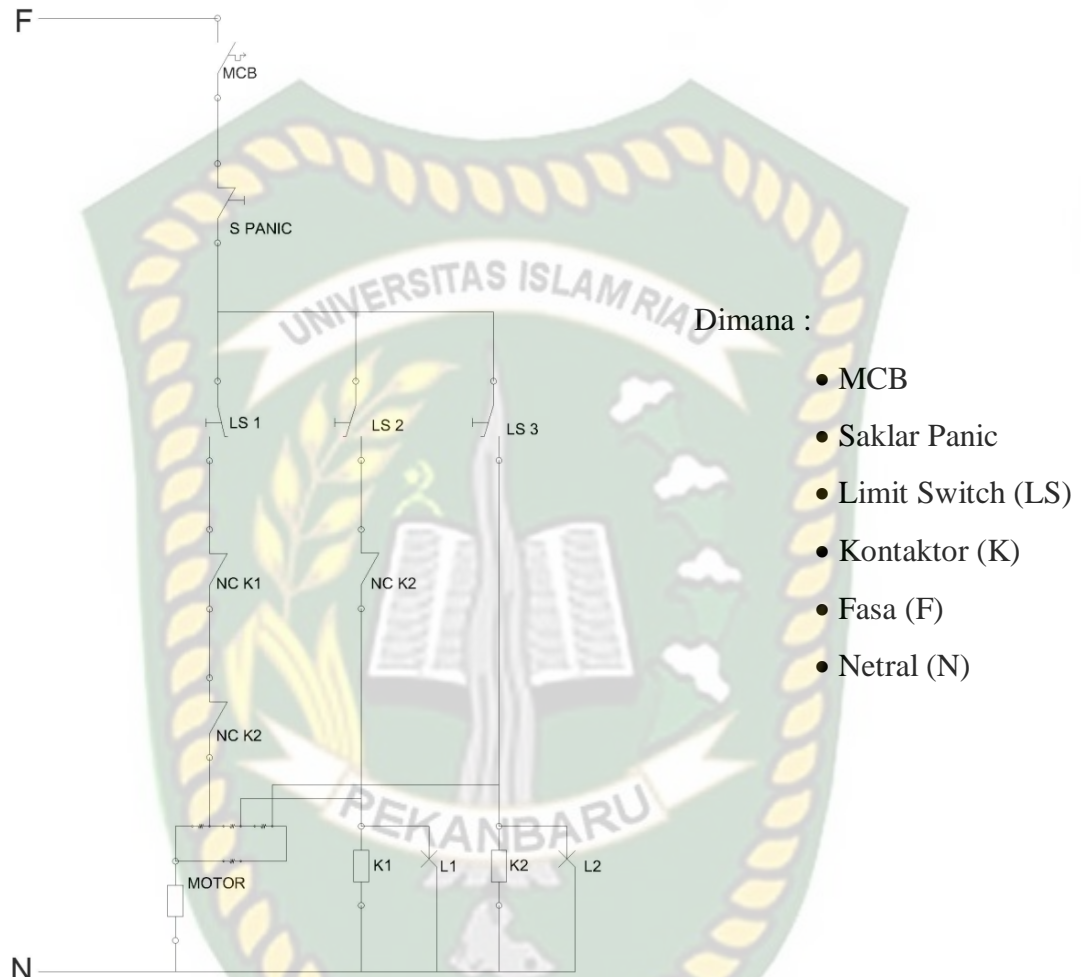 F
MCB
S PANIC
UNIVERSITAS ISLAM RIAU
Dimana :
• MCB
LS 1
LS 2
LS 3
• Saklar Panic
• Limit Switch (LS)
• Kontaktor (K)
NC K1
NC K2
• Fasa (F)
• Netral (N)
NC K2
PEKANBARU
MOTOR
K1
L1
K2
L2
N